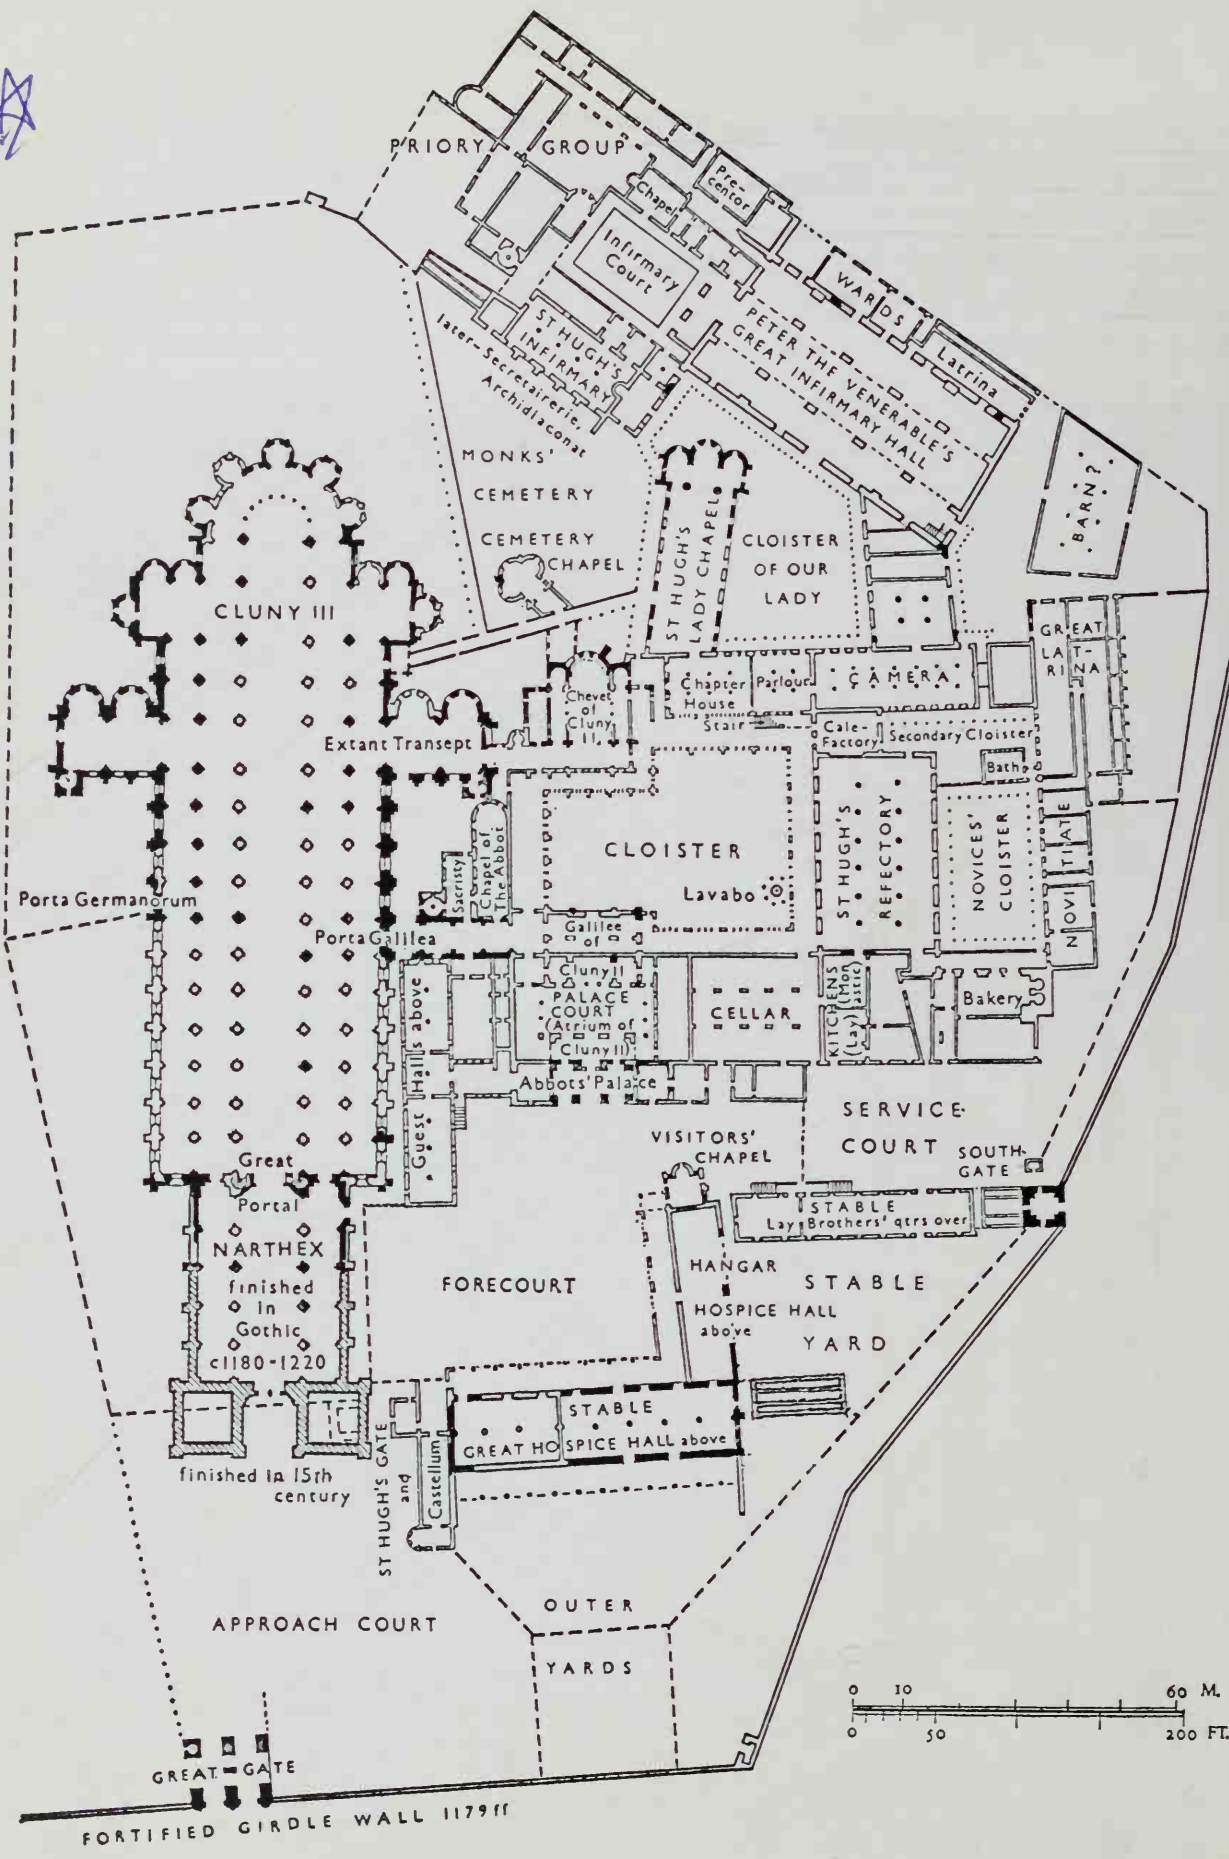 PRIORY GROUP
Chapel
Pre-
centor
Infirmary
Court
WARDS
Latrina
PETER THE VENERABLE'S
GREAT INFIRMARY HALL
ST HUGH'S
INFIRMARY
later-Secretairerie,
Archidiaconat
MONKS'
CEMETERY
CEMETERY
CHAPEL
ST HUGH'S
LADY CHAPEL
CLOISTER
OF OUR
LADY
BARN?
CLUNY III
GREAT
LA T-
RI NA
Chapter
House
Parlour
CAMERA
Stair
Cale-
Factory
Secondary Cloister
Bath
Chevet
of
Cluny
II
Extant Transept
CLOISTER
Lavabo
ST HUGH'S
REFECTORY
NOVICES'
CLOISTER
NOVITIATE
Sacristy
Chapel of
The Abbot
Porta Germanorum
Porta Galilea
Galilee
of
Cluny II
PALACE
COURT
(Atrium of
Cluny II)
CELLAR
KITCHENS
(Lay) (Mon
astic)
Bakery
Guest Halls above
Abbots' Palace
SERVICE
COURT
VISITORS'
CHAPEL
SOUTH-
GATE
Great
Portal
STABLE
Lay Brothers' qtrs over
NARTHEX
finished
in
Gothic
c1180-1220
FORECOURT
HANGAR
HOSPICE HALL
above
STABLE
YARD
STABLE
GREAT HOSPICE HALL above
finished in 15th
century
ST HUGH'S GATE
and
Castellum
APPROACH COURT
OUTER
YARDS
0 10 60 M.
0 50 200 FT.
GREAT-GATE
FORTIFIED GIRDLE WALL 1179 ff